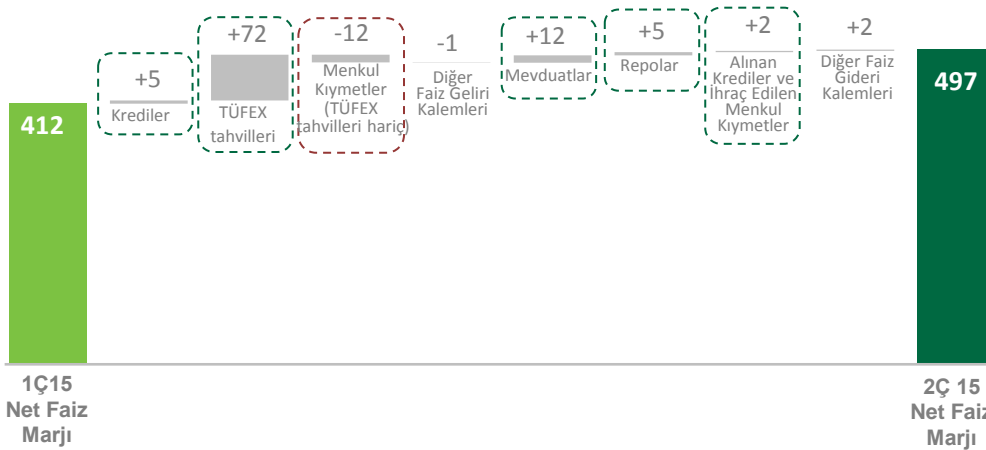 412
+5
Krediler
+72
TÜFEX
tahvilleri
-12
Menkul
Kıymetler
(TÜFEX
tahvilleri hariç)
-1
Diğer
Faiz Geliri
Kalemleri
+12
Mevduatlar
+5
Repolar
+2
Alınan
Krediler ve
İhraç Edilen
Menkul
Kıymetler
+2
Diğer Faiz
Gideri
Kalemleri
497
1Ç15
Net Faiz
Marjı
2Ç 15
Net Faiz
Marjı